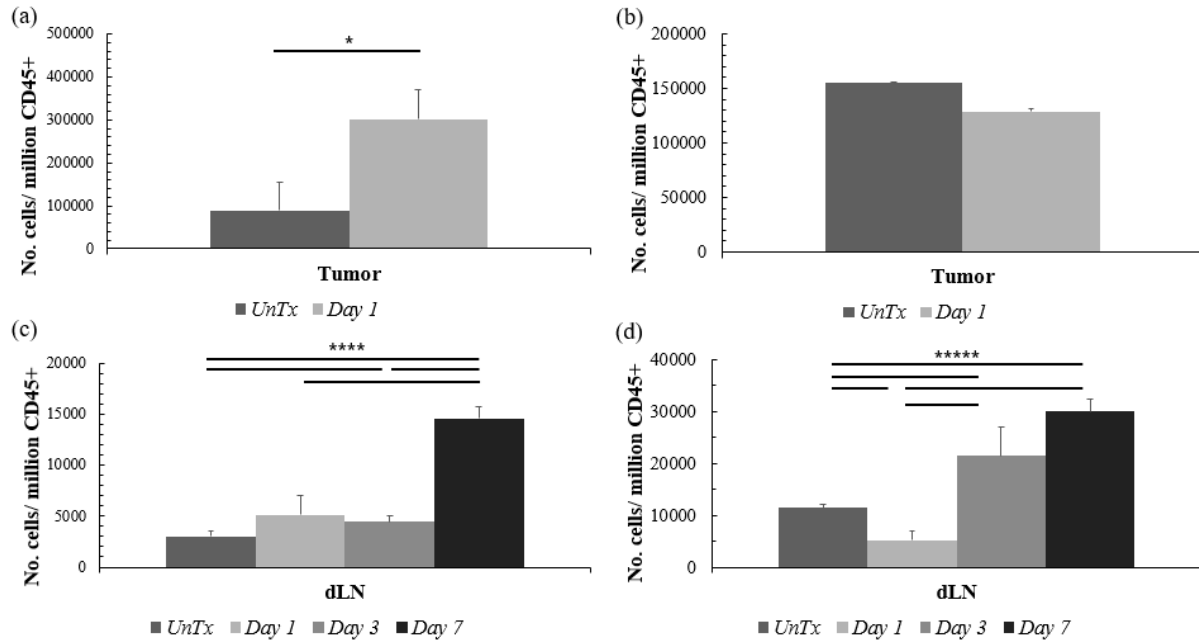 (a)
No. cells/ million CD45+
500000
400000
300000
200000
100000
0
*
Tumor
UnTx Day 1
(b)
No. cells/ million CD45+
200000
150000
100000
50000
0
Tumor
UnTx Day 1
(c)
No. cells/ million CD45+
20000
15000
10000
5000
0
****
dLN
UnTx Day 1 Day 3 Day 7
(d)
No. cells/ million CD45+
40000
30000
20000
10000
0
*****
dLN
UnTx Day 1 Day 3 Day 7